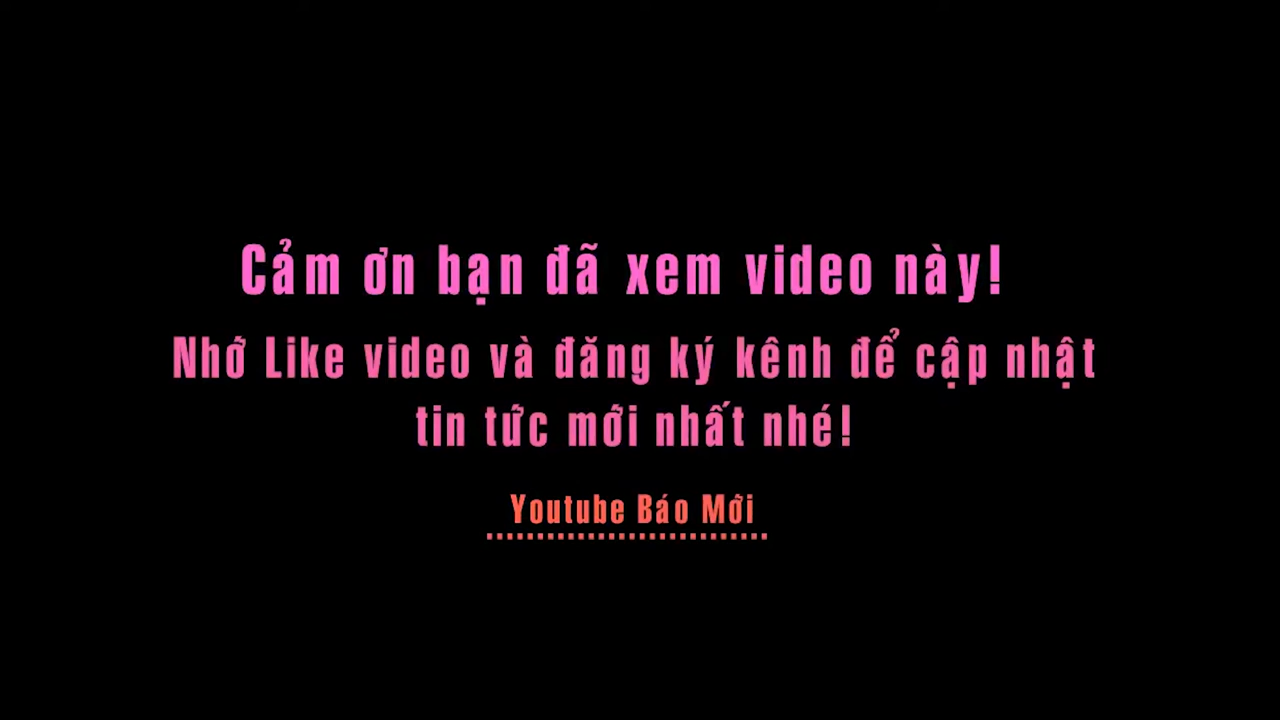 Cảm ơn bạn đã xem video này!
Nhớ Like video và đăng ký kênh để cập nhật
tin tức mới nhất nhé!
Youtube Báo Mới